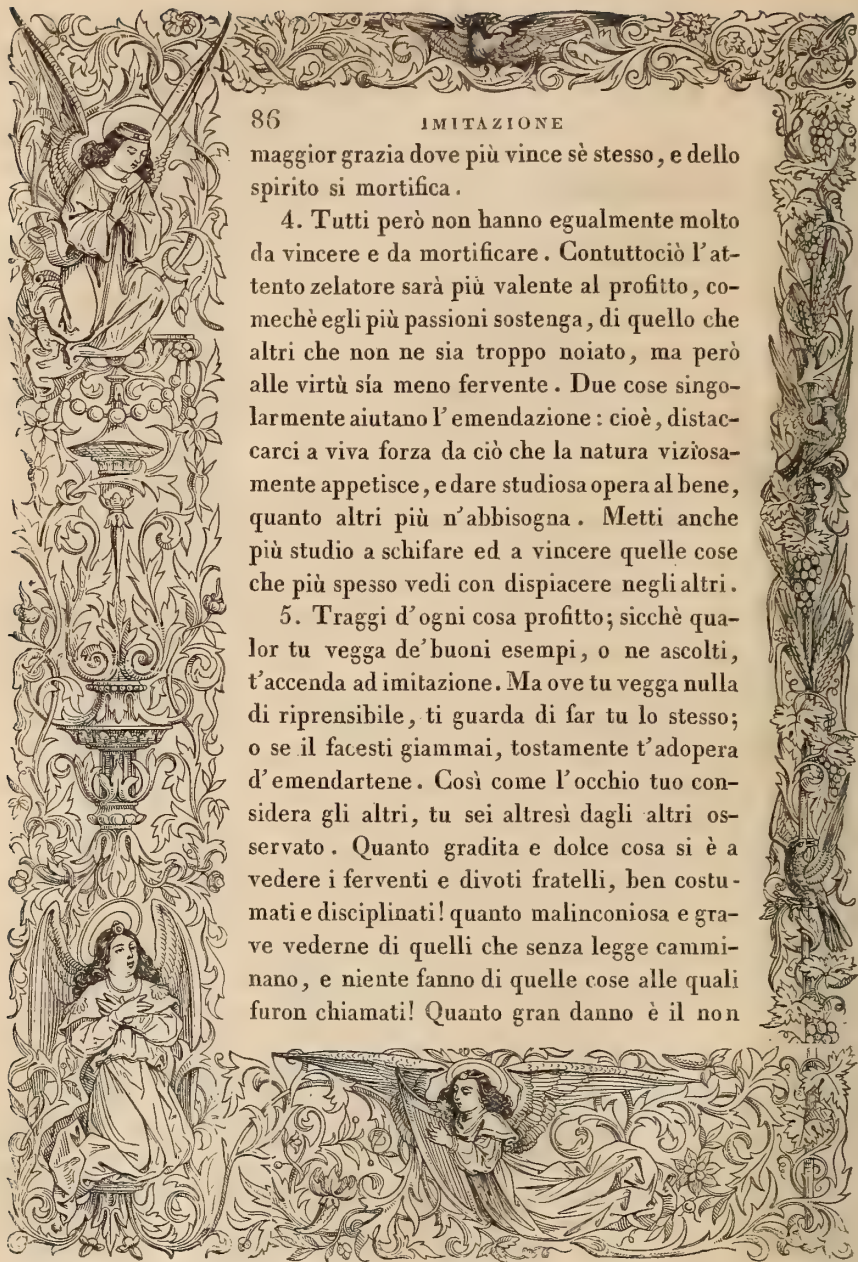 86 IMITAZIONE
maggior grazia dove più vince sè stesso, e dello
spirito si mortifica.
4. Tutti però non hanno egualmente molto
da vincere e da mortificare. Contuttociò l'at-
tento zelatore sarà più valente al profitto, co-
mechè egli più passioni sostenga, di quello che
altri che non ne sia troppo noiato, ma però
alle virtù sía meno fervente. Due cose singo-
larmente aiutano l'emendazione: cioè, distac-
carci a viva forza da ciò che la natura viziosa-
mente appetisce, e dare studiosa opera al bene,
quanto altri più n'abbisogna. Metti anche
più studio a schifare ed a vincere quelle cose
che più spesso vedi con dispiacere negli altri.
5. Traggi d'ogni cosa profitto; sicchè qua-
lor tu vegga de'buoni esempi, o ne ascolti,
t'accenda ad imitazione. Ma ove tu vegga nulla
di riprensibile, ti guarda di far tu lo stesso;
o se il facesti giammai, tostamente t'adopera
d'emendartene. Così come l'occhio tuo con-
sidera gli altri, tu sei altresì dagli altri os-
servato. Quanto gradita e dolce cosa si è a
vedere i ferventi e divoti fratelli, ben costu-
mati e disciplinati! quanto malinconiosa e gra-
ve vederne di quelli che senza legge cammi-
nano, e niente fanno di quelle cose alle quali
furon chiamati! Quanto gran danno è il non